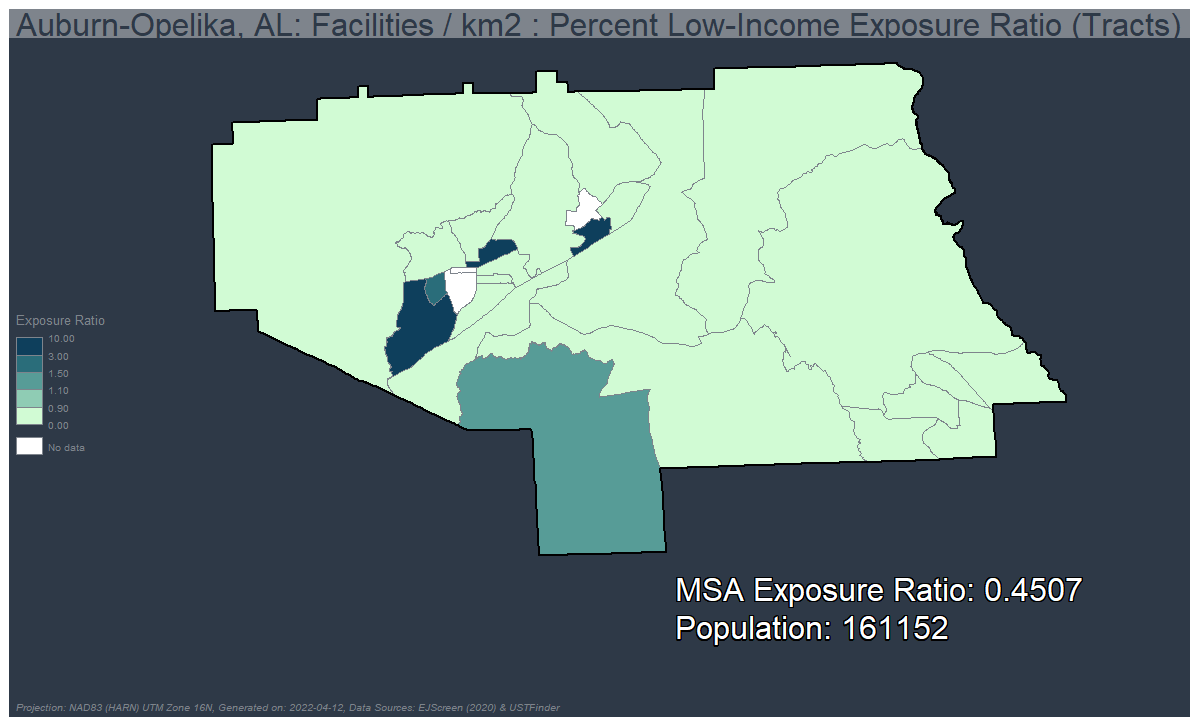 Auburn-Opelika, AL: Facilities / km2 : Percent Low-Income Exposure Ratio (Tracts)
Exposure Ratio
10.00
3.00
1.50
1.10
0.90
0.00
No data
MSA Exposure Ratio: 0.4507
Population: 161152
Projection: NAD83 (HARN) UTM Zone 16N, Generated on: 2022-04-12, Data Sources: EJScreen (2020) & USTFinder